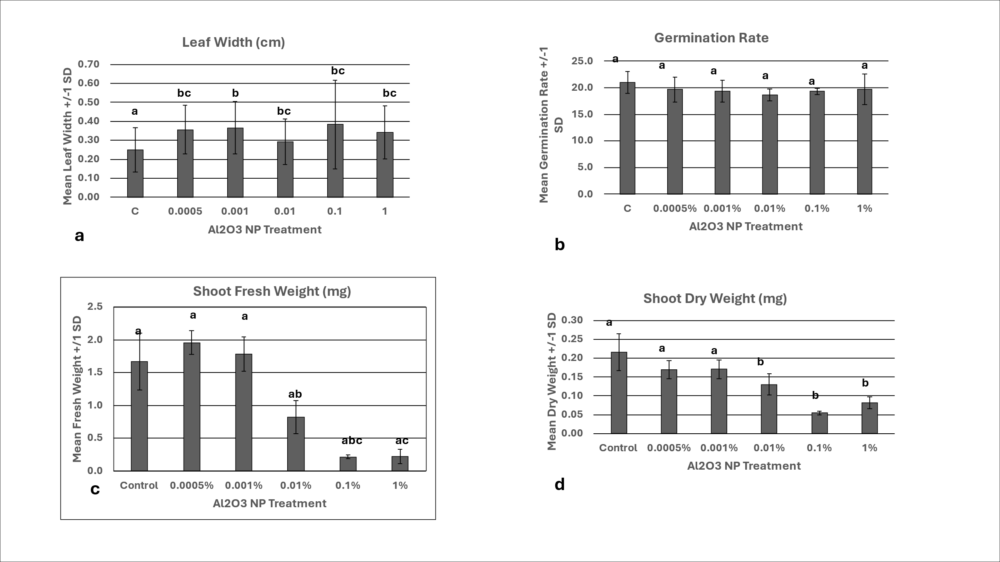 Leaf Width (cm)
Mean Leaf Width +/-1 SD
0.70
0.60
0.50
0.40
0.30
0.20
0.10
0.00
a
bc
b
bc
bc
bc
C 0.0005 0.001 0.01 0.1 1
Al2O3 NP Treatment
a
Germination Rate
Mean Germination Rate +/-1
SD
25.0
20.0
15.0
10.0
5.0
0.0
a
a
a
a
a
a
C 0.0005% 0.001% 0.01% 0.1% 1%
Al2O3 NP Treatment
b
Shoot Fresh Weight (mg)
Mean Fresh Weight +/1 SD
2.5
2.0
1.5
1.0
0.5
0.0
a
a
a
ab
abc
ac
Control 0.0005% 0.001% 0.01% 0.1% 1%
Al2O3 NP Treatment
c
Shoot Dry Weight (mg)
Mean Dry Weight +/-1 SD
0.30
0.25
0.20
0.15
0.10
0.05
0.00
a
a
a
b
b
b
Control 0.0005% 0.001% 0.01% 0.1% 1%
Al2O3 NP Treatment
d